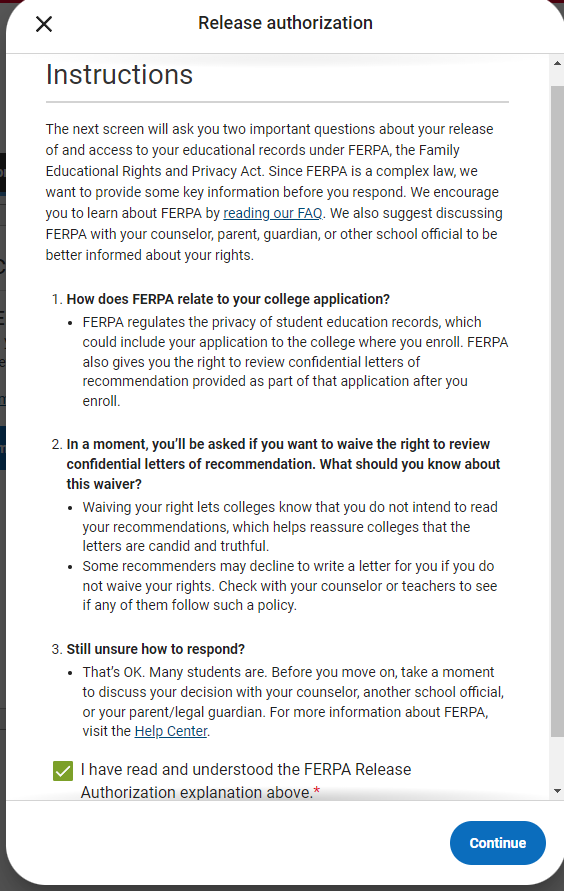 Release authorization
Instructions
The next screen will ask you two important questions about your release
of and access to your educational records under FERPA, the Family
Educational Rights and Privacy Act. Since FERPA is a complex law, we
want to provide some key information before you respond. We encourage
you to learn about FERPA by reading our FAQ. We also suggest discussing
FERPA with your counselor, parent, guardian, or other school official to be
better informed about your rights.
1. How does FERPA relate to your college application?
• FERPA regulates the privacy of student education records, which
could include your application to the college where you enroll. FERPA
also gives you the right to review confidential letters of
recommendation provided as part of that application after you
enroll.
2. In a moment, you’ll be asked if you want to waive the right to review
confidential letters of recommendation. What should you know about
this waiver?
• Waiving your right lets colleges know that you do not intend to read
your recommendations, which helps reassure colleges that the
letters are candid and truthful.
• Some recommenders may decline to write a letter for you if you do
not waive your rights. Check with your counselor or teachers to see
if any of them follow such a policy.
3. Still unsure how to respond?
• That’s OK. Many students are. Before you move on, take a moment
to discuss your decision with your counselor, another school official,
or your parent/legal guardian. For more information about FERPA,
visit the Help Center.
I have read and understood the FERPA Release
Authorization explanation above.*
Continue